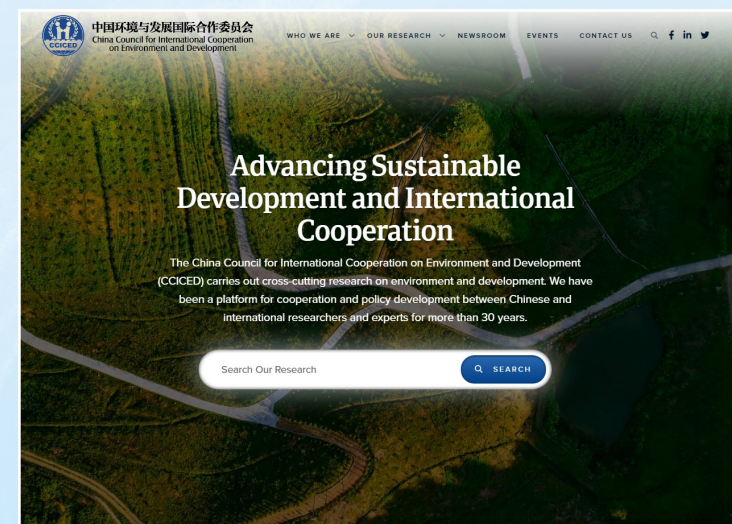 中国环境与发展国际合作委员会
China Council for International Cooperation
on Environment and Development
CCICED
WHO WE ARE
OUR RESEARCH
NEWSROOM
EVENTS
CONTACT US
Advancing Sustainable
Development and International
Cooperation
The China Council for International Cooperation on Environment and Development
(CCICED) carries out cross-cutting research on environment and development. We have
been a platform for cooperation and policy development between Chinese and
international researchers and experts for more than 30 years.
Search Our Research
SEARCH